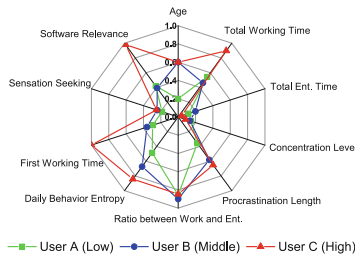 Age
Software Relevance
Total Working Time
1.0
0.8
0.6
0.4
0.2
0.0
Sensation Seeking
Total Ent. Time
First Working Time
Concentration Leve
Daily Behavior Entropy
Procrastination Length
Ratio between Work and Ent.
User A (Low)
User B (Middle)
User C (High)